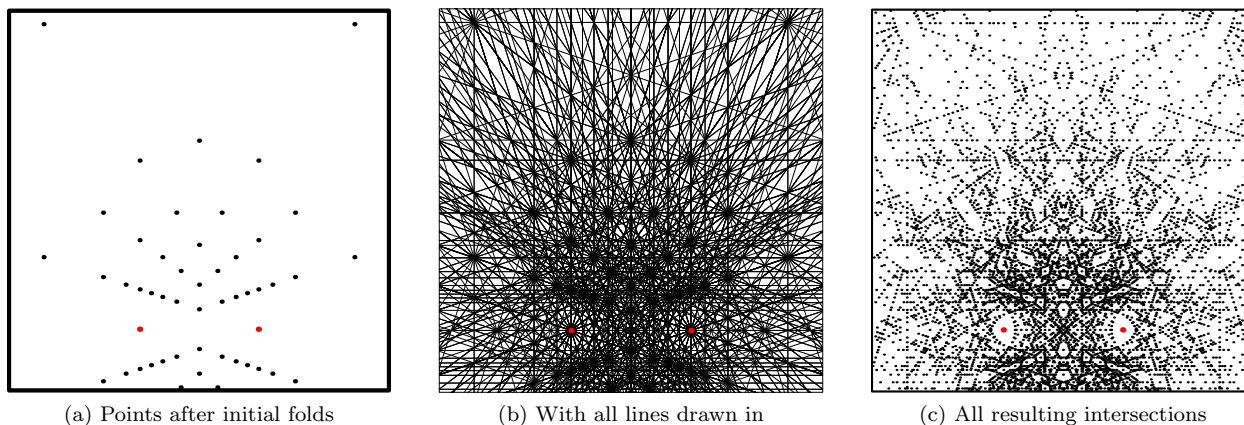 (a) Points after initial folds
(b) With all lines drawn in
(c) All resulting intersections